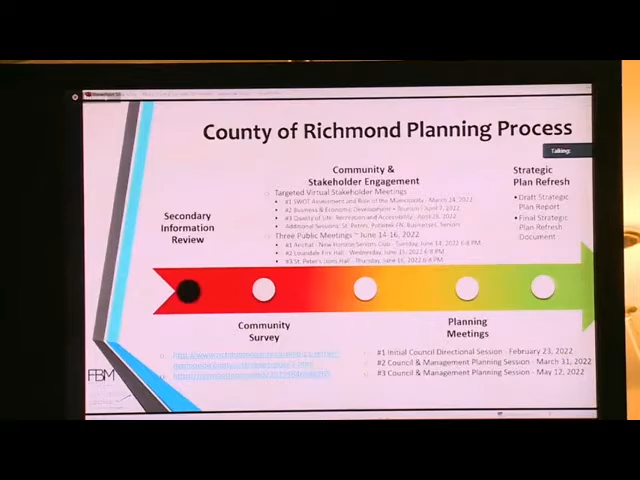 County of Richmond Planning Process
Talking:
Secondary
Information
Review
Community &
Stakeholder Engagement
Targeted Virtual Stakeholder Meetings
#1 SWOT Assessment and Role of the Municipality - March 24, 2022
#2 Business & Economic Development + Tourism - April 7, 2022
#3 Quality of Life: Recreation and Accessibility - April 28, 2022
Additional Sessions: St. Peters, Potlotek FN, Businesses, Seniors
Three Public Meetings ~ June 14-16, 2022
#1 Arichat - New Horizons Seniors Club - Tuesday, June 14, 2022 6-8 PM
#2 Louisdale Fire Hall - Wednesday, June 15, 2022 6-8 PM
#3 St. Peter's Lions Hall - Thursday, June 16, 2022 6-8 PM
Strategic
Plan Refresh
• Draft Strategic
Plan Report
• Final Strategic
Plan Refresh
Document
Community
Survey
Planning
Meetings
#1 Initial Council Directional Session - February 23, 2022
#2 Council & Management Planning Session - March 31, 2022
#3 Council & Management Planning Session - May 12, 2022
FBM